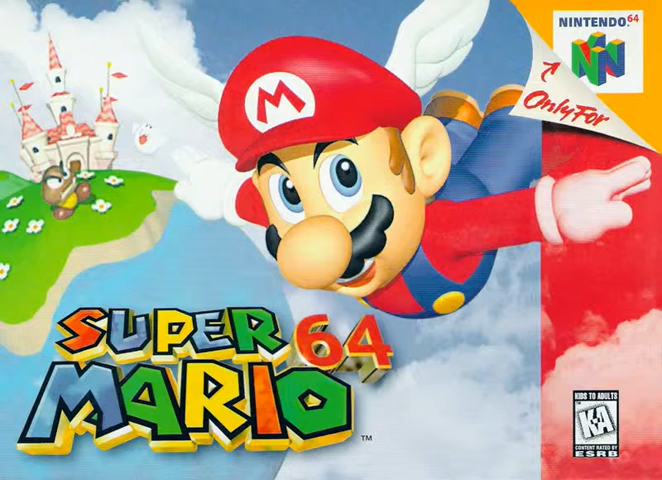 NINTENDO64
Only For
M
SUPER
MARIO
64
™
KIDS TO ADULTS
K-A
CONTENT RATED BY
ESRB